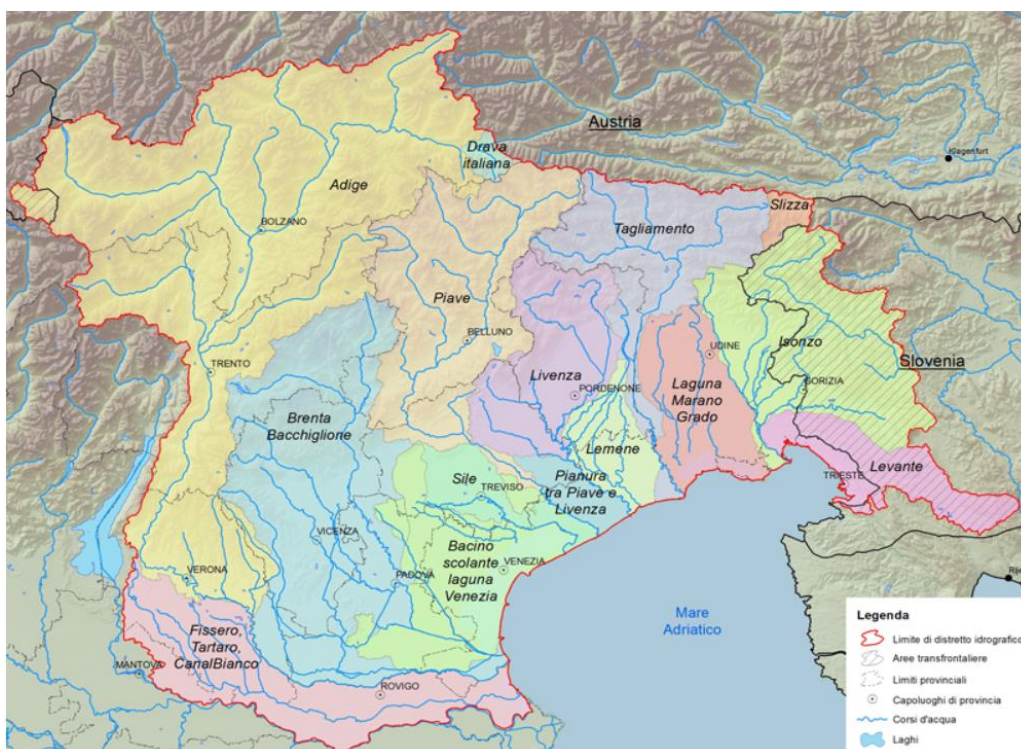 Austria
Klagenfurt
Drava
italiana
Adige
Slizza
BOLZANO
Tagliamento
Piave
BELLUNO
Isonzo
UDINE
Slovenia
TRENTO
Livenza
PORDENONE
Laguna
Marano
Grado
GORIZIA
Brenta
Bacchiglione
Lemene
Levante
Sile
TREVISO
Pianura
tra Piave e
Livenza
TRIESTE
VICENZA
Bacino
scolante
laguna
Venezia
VENEZIA
VERONA
PADOVA
Fissero,
Tartaro,
CanalBianco
Mare
Adriatico
MANTOVA
ROVIGO
Legenda
Limite di distretto idrografico
Aree transfrontaliere
Limiti provinciali
Capoluoghi di provincia
Corsi d'acqua
Laghi